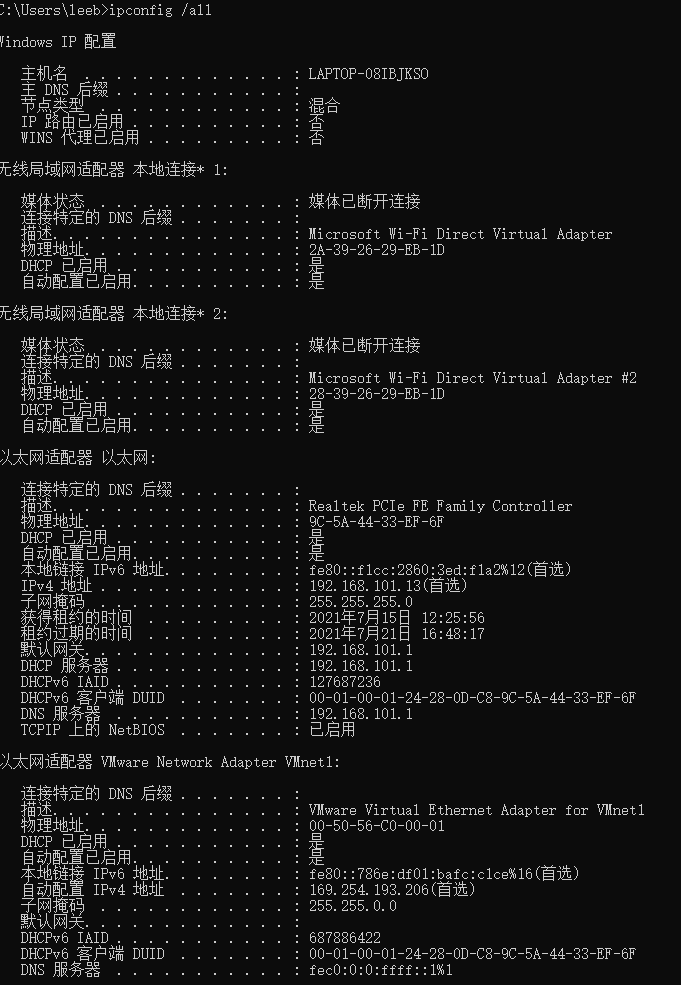 C:\Users\leeb>ipconfig /all
Windows IP 配置
主机名 . . . . . . . . . . . . . : LAPTOP-08IBJKSO
主 DNS 后缀 . . . . . . . . . . . :
节点类型 . . . . . . . . . . . . : 混合
IP 路由已启用 . . . . . . . . . . : 否
WINS 代理已启用 . . . . . . . . . : 否
无线局域网适配器 本地连接* 1:
媒体状态 . . . . . . . . . . . . : 媒体已断开连接
连接特定的 DNS 后缀 . . . . . . . :
描述. . . . . . . . . . . . . . . : Microsoft Wi-Fi Direct Virtual Adapter
物理地址. . . . . . . . . . . . . : 2A-39-26-29-EB-1D
DHCP 已启用 . . . . . . . . . . . : 是
自动配置已启用. . . . . . . . . . : 是
无线局域网适配器 本地连接* 2:
媒体状态 . . . . . . . . . . . . : 媒体已断开连接
连接特定的 DNS 后缀 . . . . . . . :
描述. . . . . . . . . . . . . . . : Microsoft Wi-Fi Direct Virtual Adapter #2
物理地址. . . . . . . . . . . . . : 28-39-26-29-EB-1D
DHCP 已启用 . . . . . . . . . . . : 是
自动配置已启用. . . . . . . . . . : 是
以太网适配器 以太网:
连接特定的 DNS 后缀 . . . . . . . :
描述. . . . . . . . . . . . . . . : Realtek PCIe FE Family Controller
物理地址. . . . . . . . . . . . . : 9C-5A-44-33-EF-6F
DHCP 已启用 . . . . . . . . . . . : 是
自动配置已启用. . . . . . . . . . : 是
本地链接 IPv6 地址. . . . . . . . : fe80::f1cc:2860:3ed:f1a2%12(首选)
IPv4 地址 . . . . . . . . . . . . : 192.168.101.13(首选)
子网掩码 . . . . . . . . . . . . : 255.255.255.0
获得租约的时间 . . . . . . . . . : 2021年7月15日 12:25:56
租约过期的时间 . . . . . . . . . : 2021年7月21日 16:48:17
默认网关. . . . . . . . . . . . . : 192.168.101.1
DHCP 服务器 . . . . . . . . . . . : 192.168.101.1
DHCPv6 IAID . . . . . . . . . . . : 127687236
DHCPv6 客户端 DUID . . . . . . . : 00-01-00-01-24-28-0D-C8-9C-5A-44-33-EF-6F
DNS 服务器 . . . . . . . . . . . : 192.168.101.1
TCPIP 上的 NetBIOS . . . . . . . : 已启用
以太网适配器 VMware Network Adapter VMnet1:
连接特定的 DNS 后缀 . . . . . . . :
描述. . . . . . . . . . . . . . . : VMware Virtual Ethernet Adapter for VMnet1
物理地址. . . . . . . . . . . . . : 00-50-56-C0-00-01
DHCP 已启用 . . . . . . . . . . . : 是
自动配置已启用. . . . . . . . . . : 是
本地链接 IPv6 地址. . . . . . . . : fe80::786e:df01:bafc:c1ce%16(首选)
自动配置 IPv4 地址 . . . . . . . : 169.254.193.206(首选)
子网掩码 . . . . . . . . . . . . : 255.255.0.0
默认网关. . . . . . . . . . . . . :
DHCPv6 IAID . . . . . . . . . . . : 687886422
DHCPv6 客户端 DUID . . . . . . . : 00-01-00-01-24-28-0D-C8-9C-5A-44-33-EF-6F
DNS 服务器 . . . . . . . . . . . : fec0:0:0:ffff::1%1